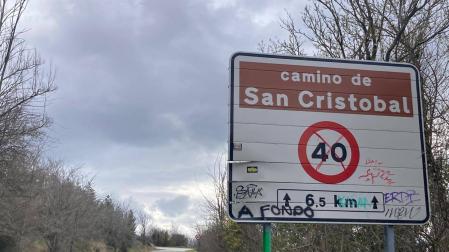 camino de
San Cristobal
40
6,5 km
A FONDO